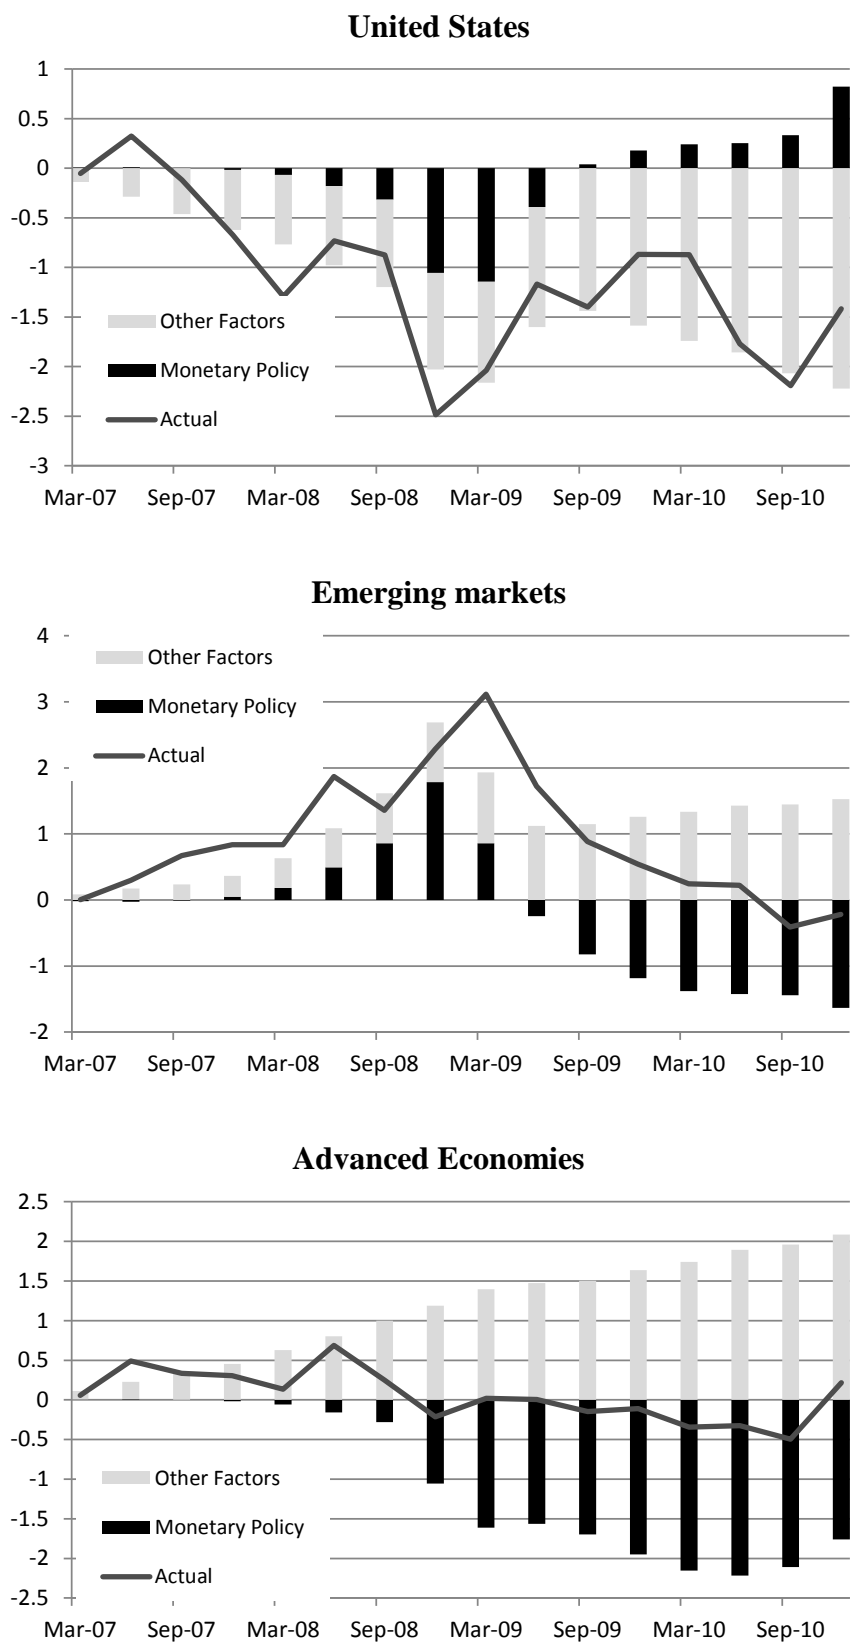 United States
1
0.5
0
-0.5
-1
-1.5
-2
-2.5
-3
Other Factors
Monetary Policy
Actual
Mar-07 Sep-07 Mar-08 Sep-08 Mar-09 Sep-09 Mar-10 Sep-10
Emerging markets
4
3
2
1
0
-1
-2
Other Factors
Monetary Policy
Actual
Mar-07 Sep-07 Mar-08 Sep-08 Mar-09 Sep-09 Mar-10 Sep-10
Advanced Economies
2.5
2
1.5
1
0.5
0
-0.5
-1
-1.5
-2
-2.5
Other Factors
Monetary Policy
Actual
Mar-07 Sep-07 Mar-08 Sep-08 Mar-09 Sep-09 Mar-10 Sep-10